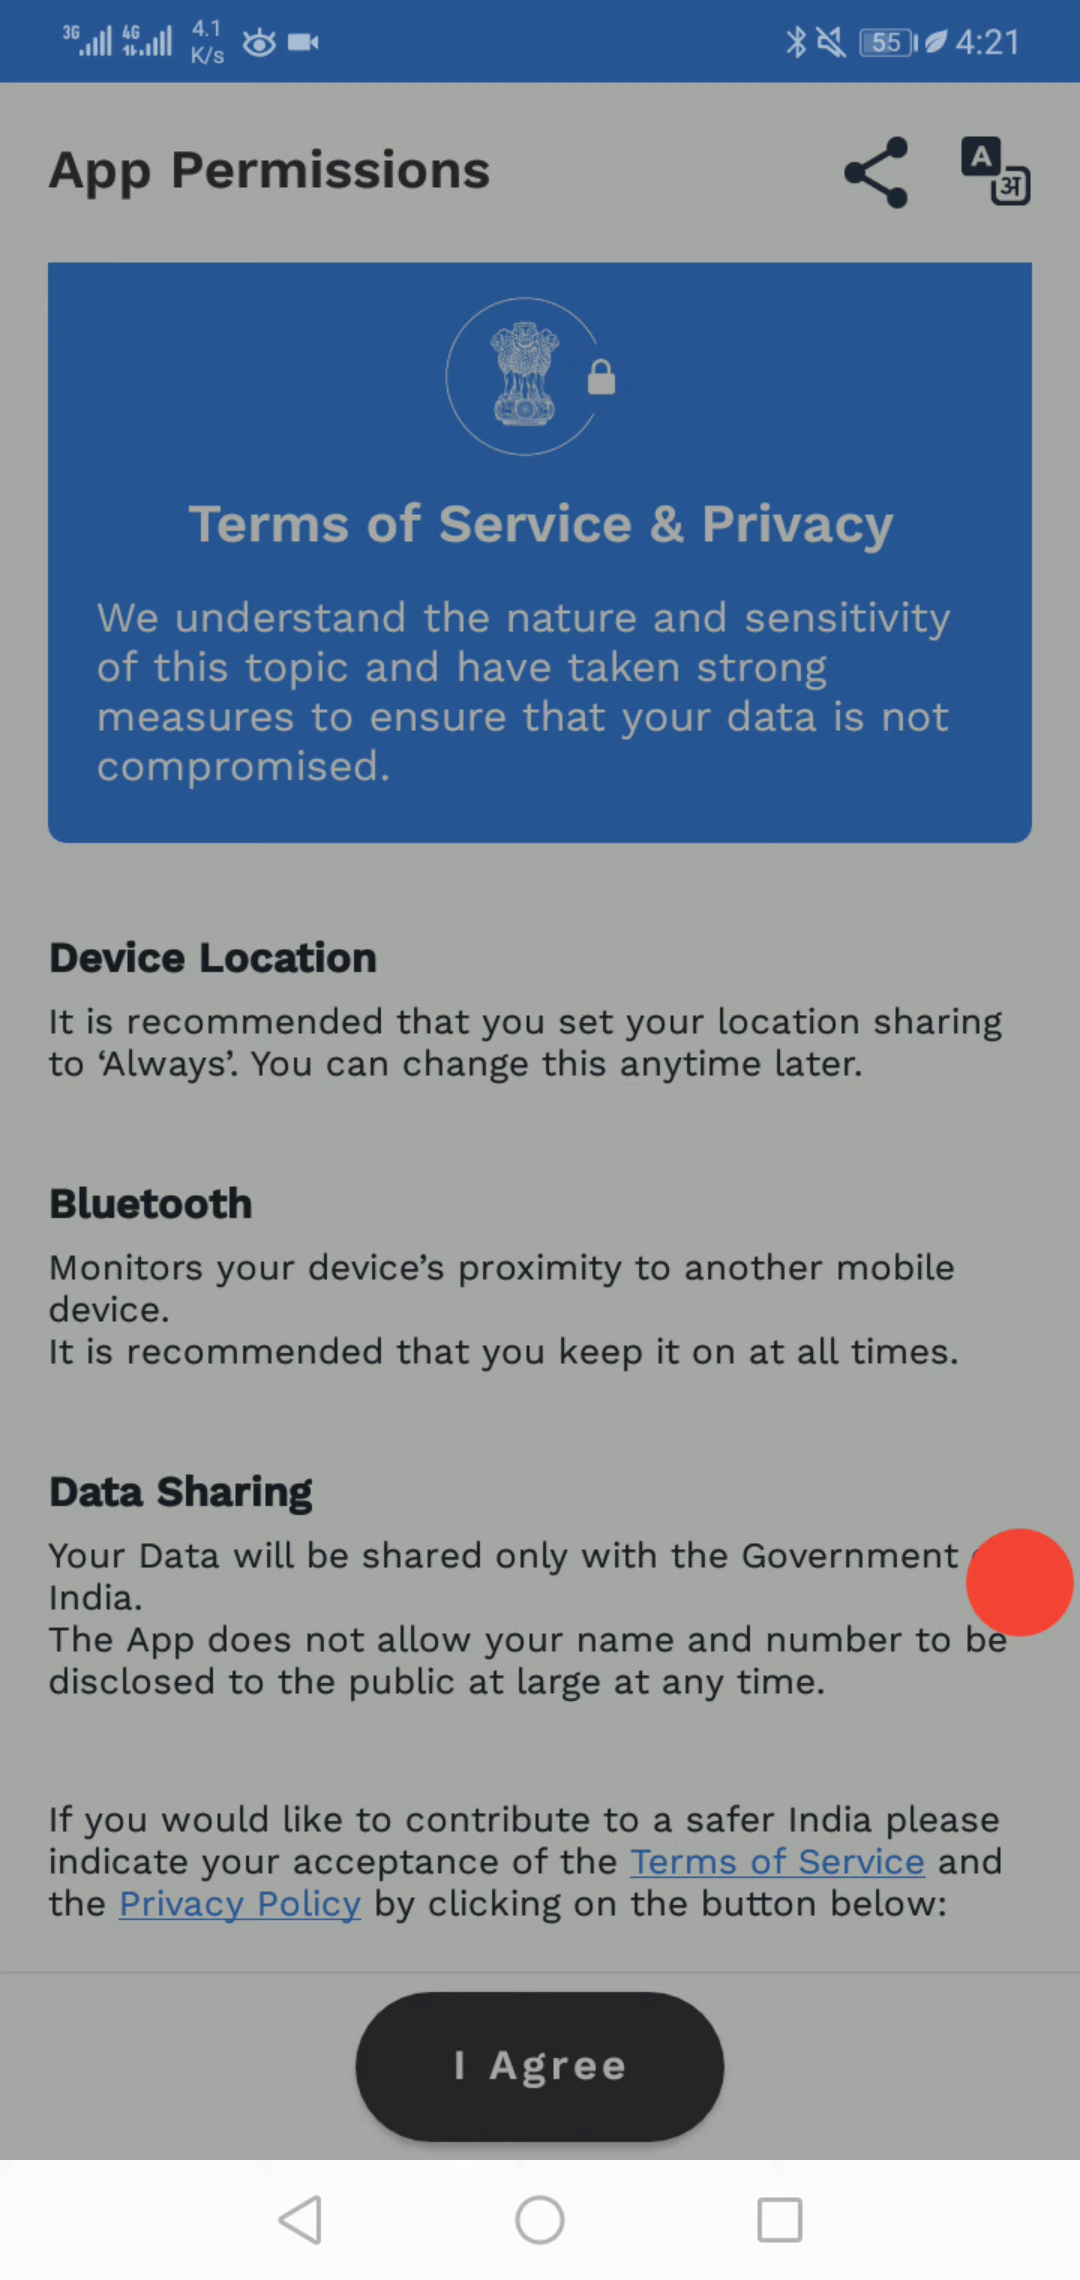 3G 4G 4.1 K/s 55 4:21
App Permissions
A अ
Terms of Service & Privacy
We understand the nature and sensitivity
of this topic and have taken strong
measures to ensure that your data is not
compromised.
Device Location
It is recommended that you set your location sharing
to ‘Always’. You can change this anytime later.
Bluetooth
Monitors your device’s proximity to another mobile
device.
It is recommended that you keep it on at all times.
Data Sharing
Your Data will be shared only with the Government
India.
The App does not allow your name and number to be
disclosed to the public at large at any time.
If you would like to contribute to a safer India please
indicate your acceptance of the Terms of Service and
the Privacy Policy by clicking on the button below:
I Agree